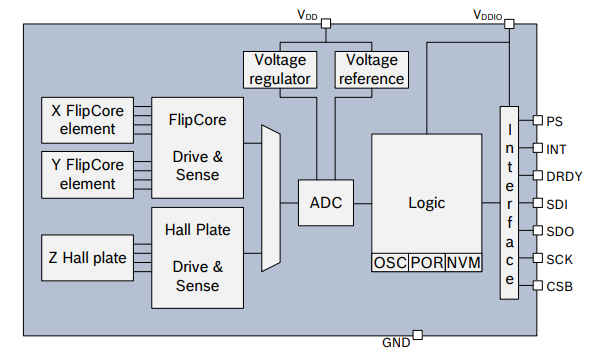 VDD
VDDIO
Voltage
regulator
Voltage
reference
X FlipCore
element
FlipCore
Drive &
Sense
Y FlipCore
element
Hall Plate
Drive &
Sense
Z Hall plate
ADC
Logic
OSC POR NVM
Interface
PS
INT
DRDY
SDI
SDO
SCK
CSB
GND